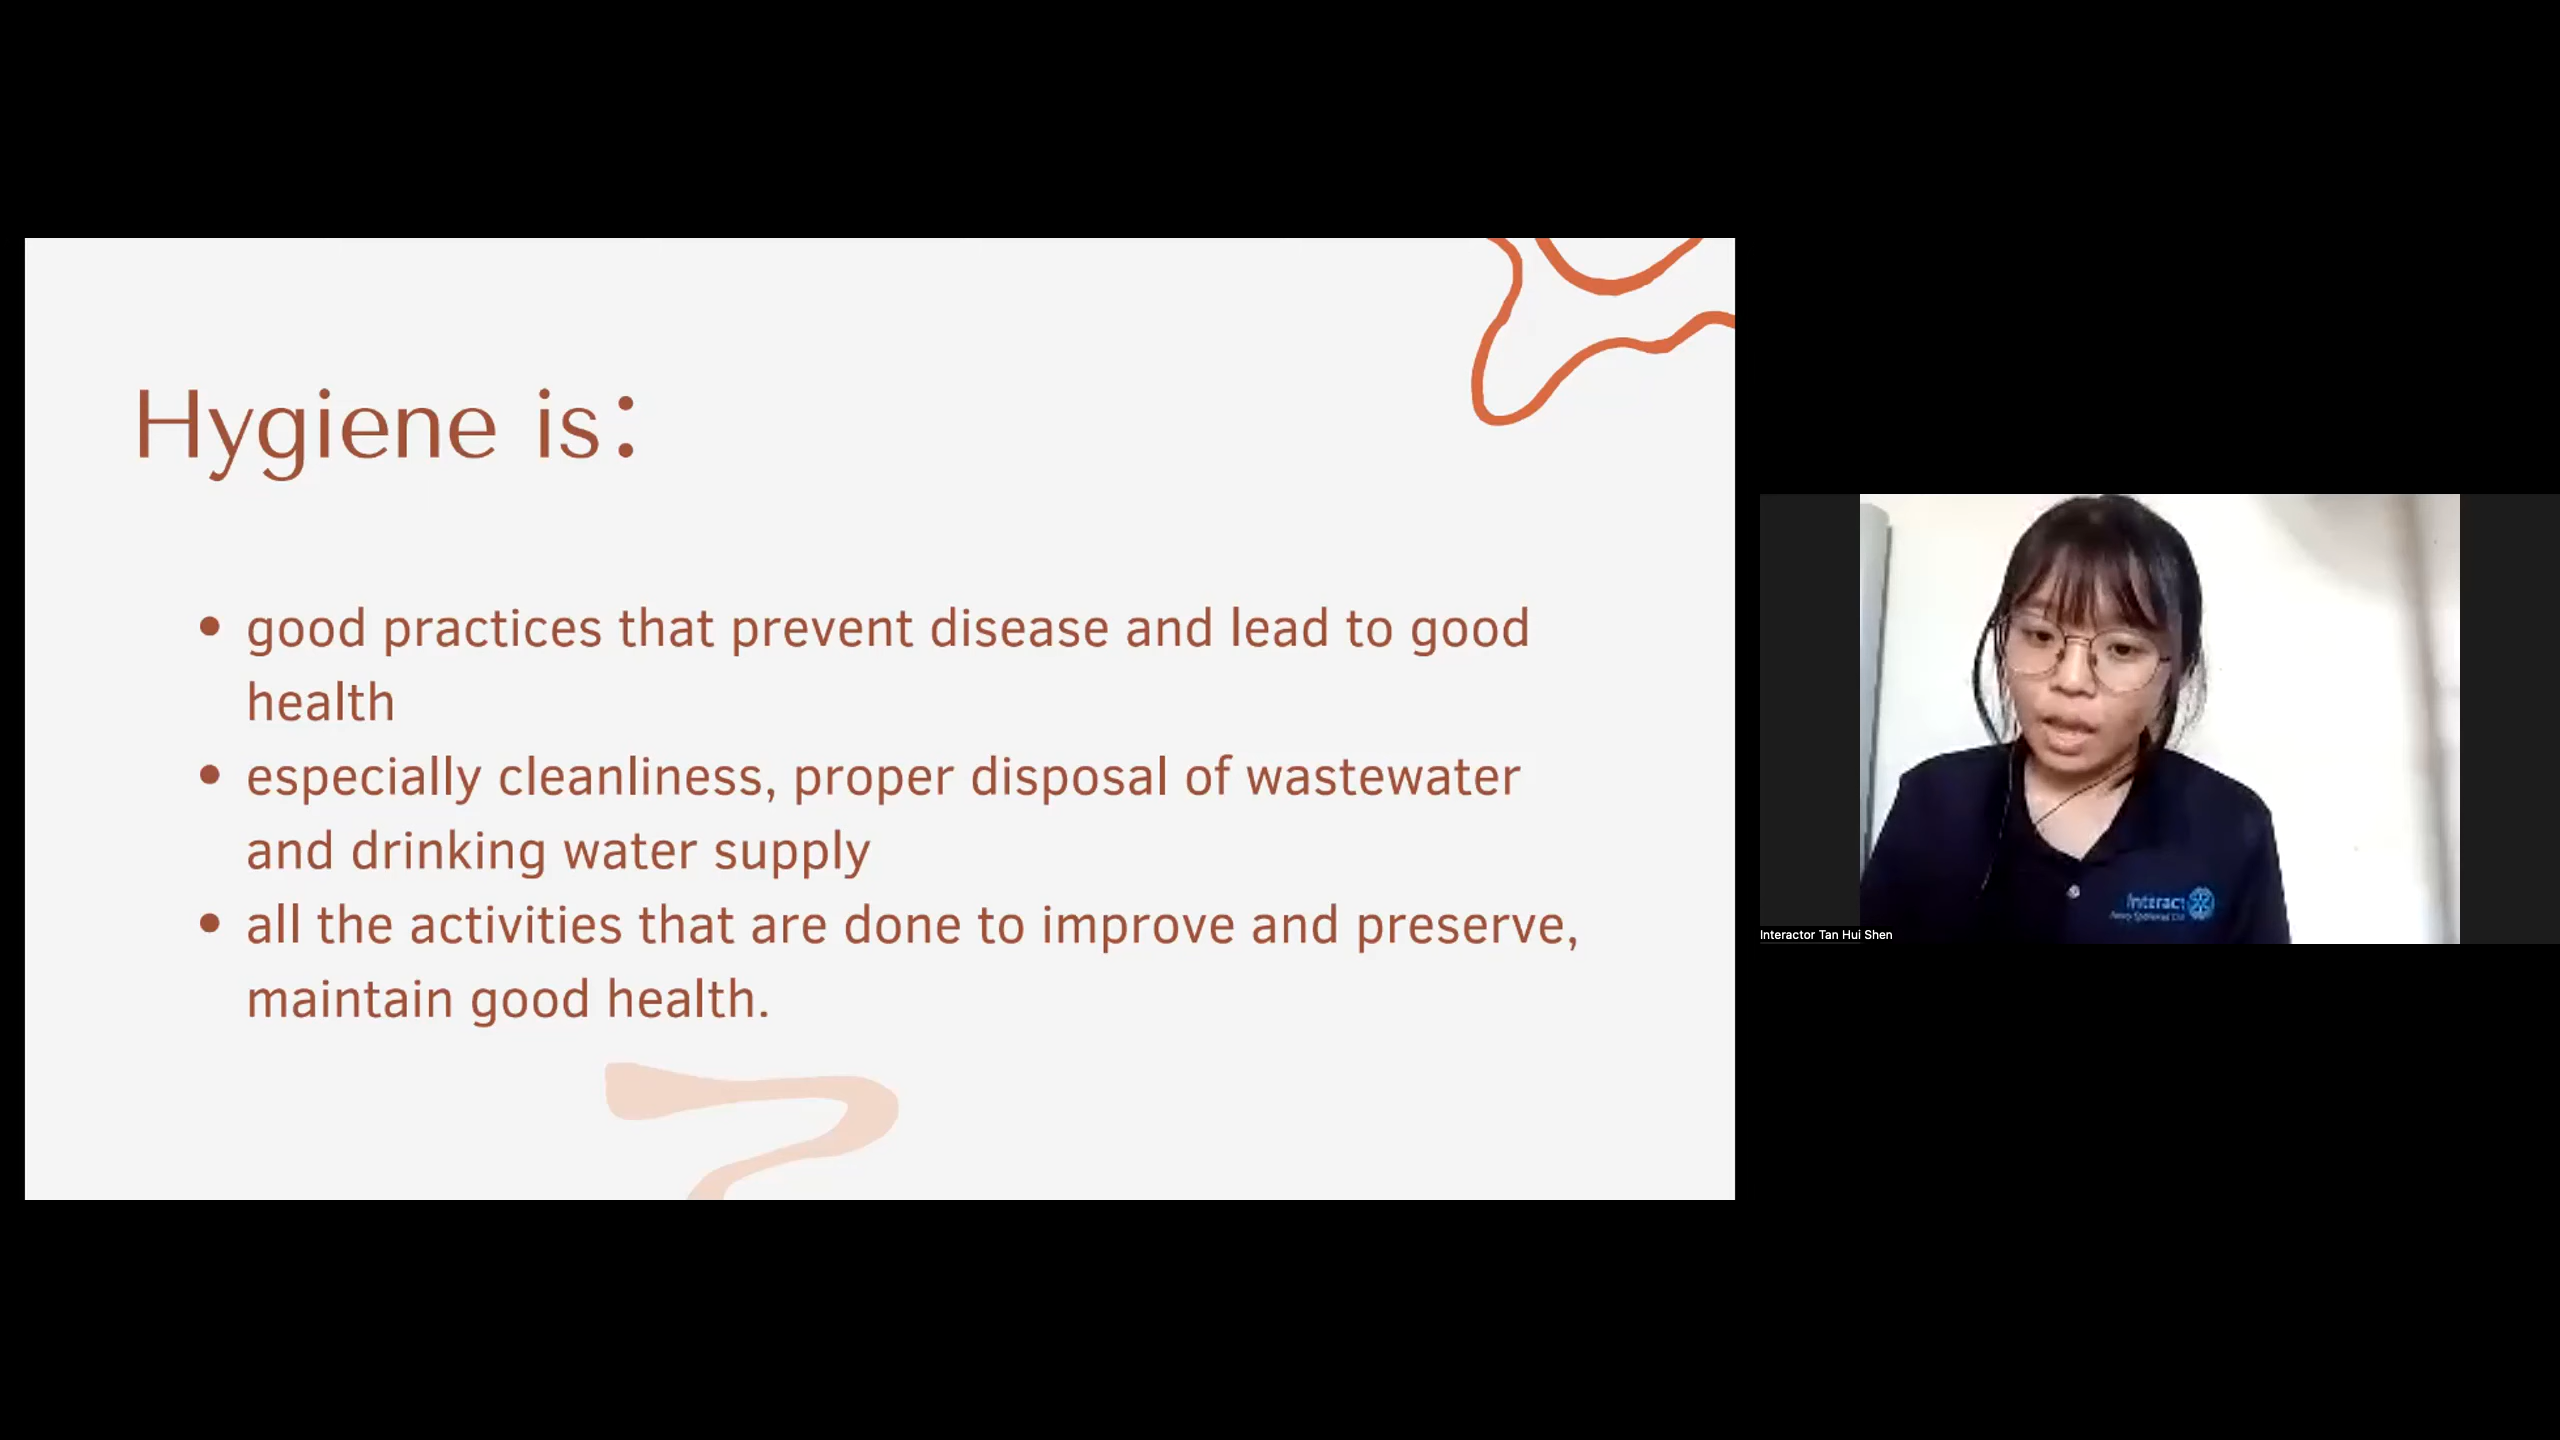 Hygiene is:
• good practices that prevent disease and lead to good
health
• especially cleanliness, proper disposal of wastewater
and drinking water supply
• all the activities that are done to improve and preserve,
maintain good health.
Interact
Interactor Tan Hui Shen